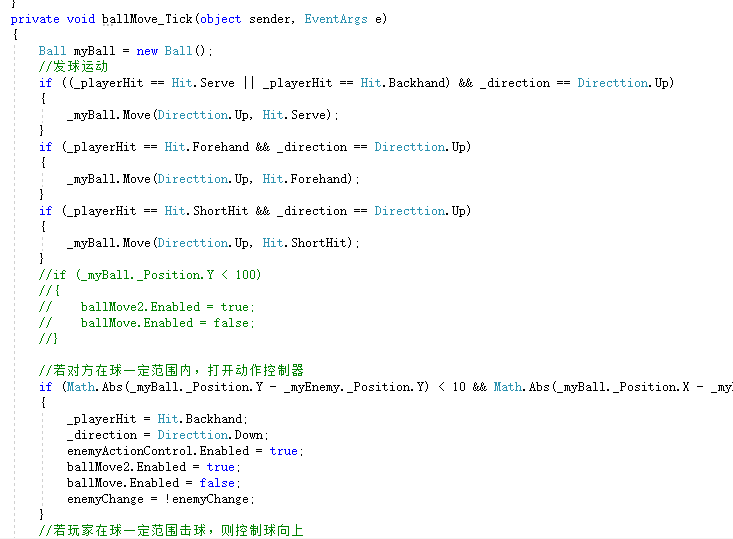 }
private void ballMove_Tick(object sender, EventArgs e)
{
Ball myBall = new Ball();
//发球运动
if ((_playerHit == Hit.Serve || _playerHit == Hit.Backhand) && _direction == Directtion.Up)
{
_myBall.Move(Directtion.Up, Hit.Serve);
}
if (_playerHit == Hit.Forehand && _direction == Directtion.Up)
{
_myBall.Move(Directtion.Up, Hit.Forehand);
}
if (_playerHit == Hit.ShortHit && _direction == Directtion.Up)
{
_myBall.Move(Directtion.Up, Hit.ShortHit);
}
//if (_myBall._Position.Y < 100)
//{
//    ballMove2.Enabled = true;
//    ballMove.Enabled = false;
//}
//若对方在球一定范围内，打开动作控制器
if (Math.Abs(_myBall._Position.Y - _myEnemy._Position.Y) < 10 && Math.Abs(_myBall._Position.X -
{
_playerHit = Hit.Backhand;
_direction = Directtion.Down;
enemyActionControl.Enabled = true;
ballMove2.Enabled = true;
ballMove.Enabled = false;
enemyChange = !enemyChange;
}
//若玩家在球一定范围击球，则控制球向上